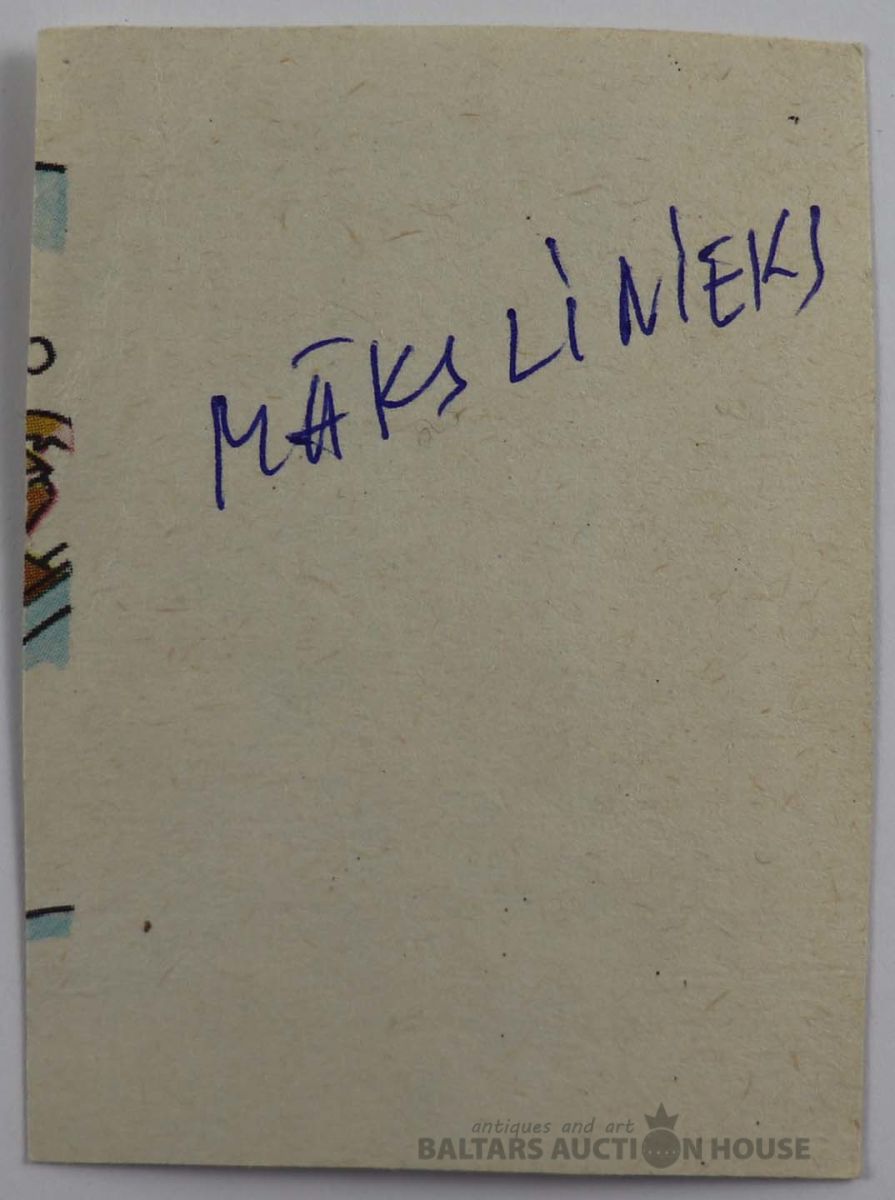 MĀKSLINIEKS
antiques and art
BALTARS AUCTION HOUSE